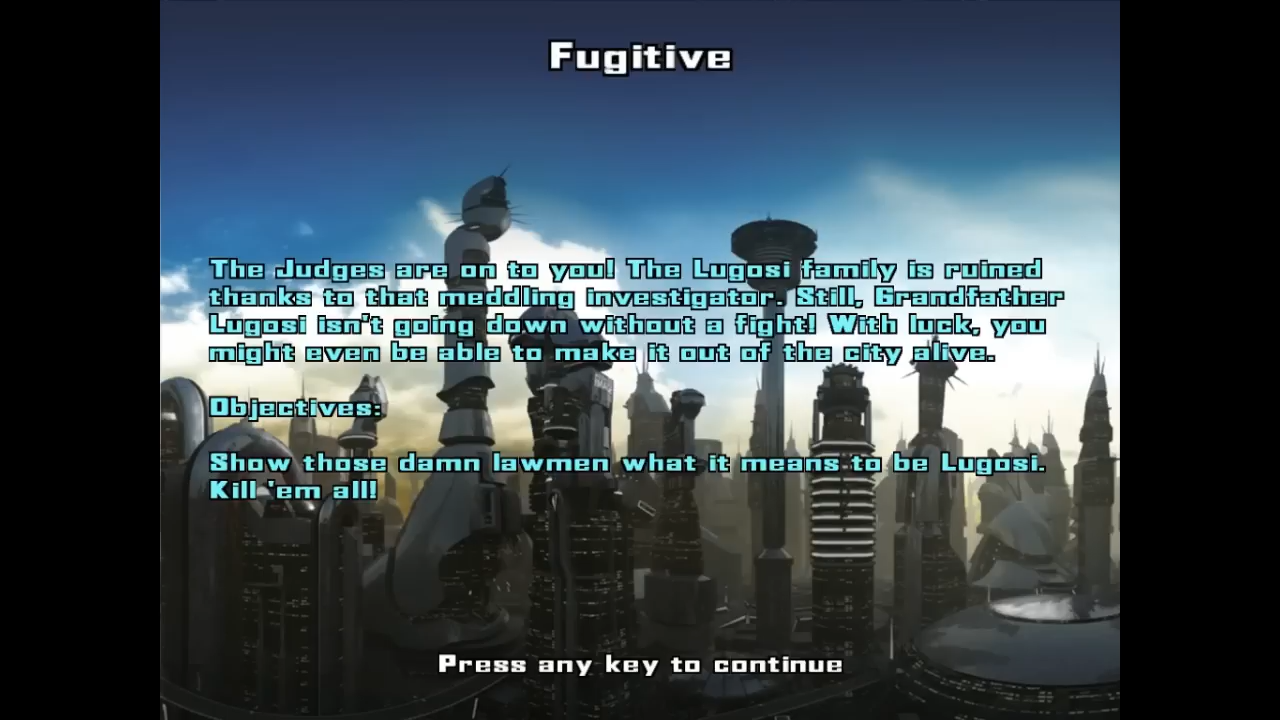 Fugitive
The Judges are on to you! The Lugosi family is ruined
thanks to that meddling investigator. Still, Grandfather
Lugosi isn't going down without a fight! With luck, you
might even be able to make it out of the city alive.
Objectives:
Show those damn lawmen what it means to be Lugosi.
Kill 'em all!
Press any key to continue